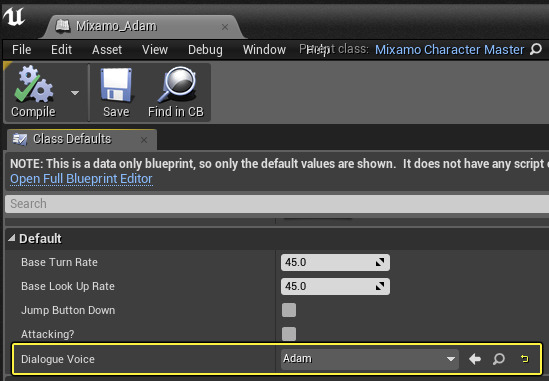 Mixamo_Adam
File Edit Asset View Debug Window Help Parent class: Mixamo Character Master
Compile Save Find in CB
Class Defaults
NOTE: This is a data only blueprint, so only the default values are shown. It does not have any script
Open Full Blueprint Editor
Search
Default
Base Turn Rate 45.0
Base Look Up Rate 45.0
Jump Button Down
Attacking?
Dialogue Voice Adam